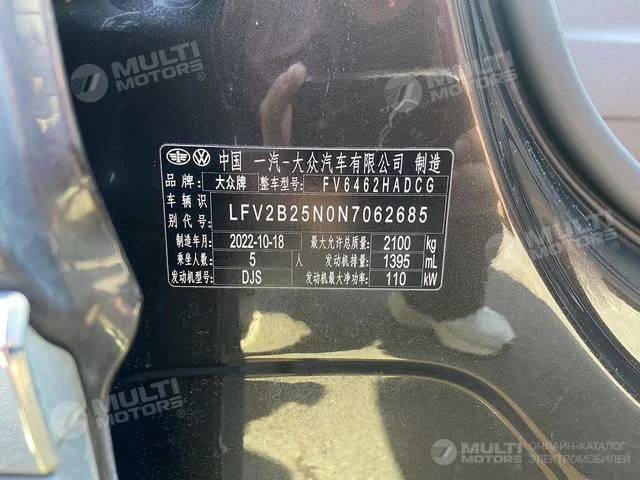 MULTI MOTORS®
MULTI MOTORS®
中国 一汽-大众汽车有限公司 制造
品牌: 大众牌 整车型号: FV6462HADCG
车辆识别代号: LFV2B25N0N7062685
制造年月: 2022-10-18 最大允许总质量: 2100 kg
乘坐人数: 5 人 发动机排量: 1395 mL
发动机型号: DJS 发动机最大净功率: 110 kW
MULTI MOTORS®
MULTI MOTORS®
MULTI MOTORS® ОНЛАЙН-КАТАЛОГ ЭЛЕКТРОМОБИЛЕЙ